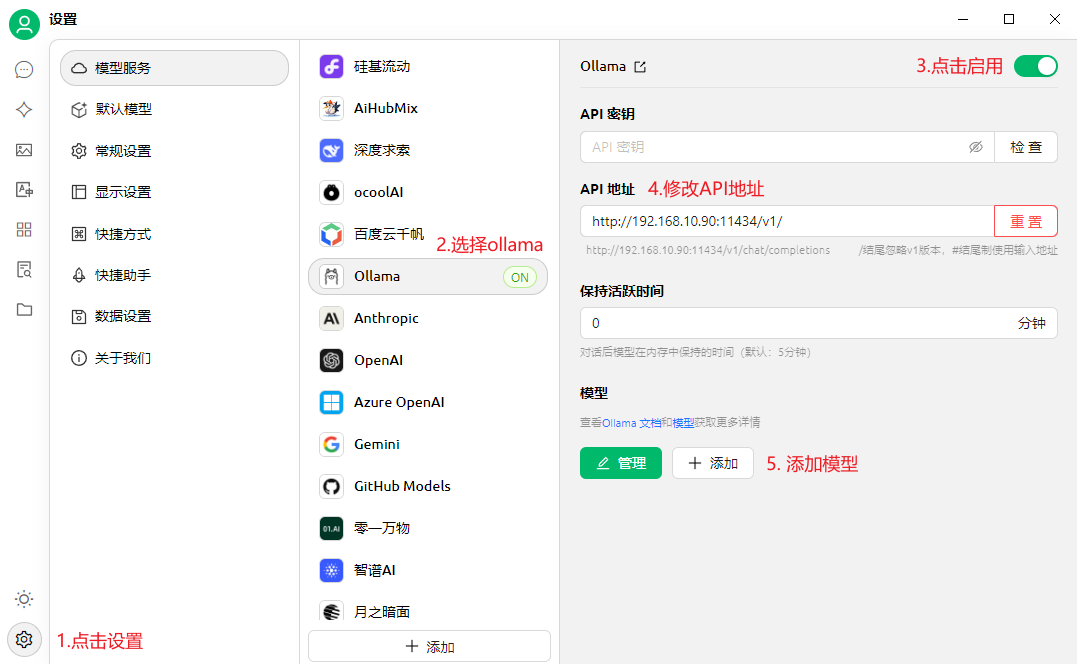 设置
模型服务
默认模型
常规设置
显示设置
快捷方式
快捷助手
数据设置
关于我们
1.点击设置
硅基流动
AiHubMix
深度求索
ocoolAI
百度云千帆
2.选择ollama
Ollama ON
Anthropic
OpenAI
Azure OpenAI
Gemini
GitHub Models
01.AI 零一万物
智谱AI
月之暗面
添加
Ollama 3.点击启用
API 密钥
API 密钥 检查
API 地址 4.修改API地址
http://192.168.10.90:11434/v1/ 重置
http://192.168.10.90:11434/v1/chat/completions /结尾忽略v1版本，#结尾制使用输入地址
保持活跃时间
0 分钟
对话后模型在内存中保持的时间（默认：5分钟）
模型
查看Ollama 文档和模型获取更多详情
管理 添加 5. 添加模型